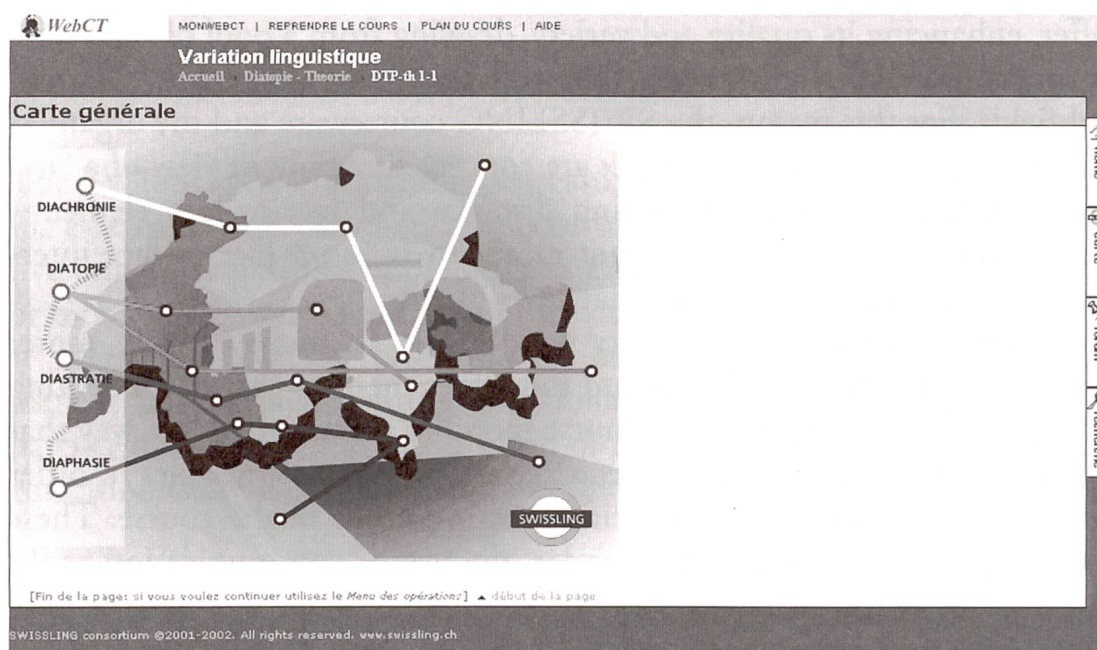 WebCT
MONWEBCT | REPRENDRE LE COURS | PLAN DU COURS | AIDE
Variation linguistique
Accueil Diatopie - Theorie DTP-th 1-1
Carte générale
DIACHRONIE
DIATOPIE
DIASTRATIE
DIAPHASIE
SWISSLING
[Fin de la page: si vous voulez continuer utilisez le Menu des opérations] ▲ début de la page
SWISSLING consortium ©2001-2002. All rights reserved. www.swissling.ch